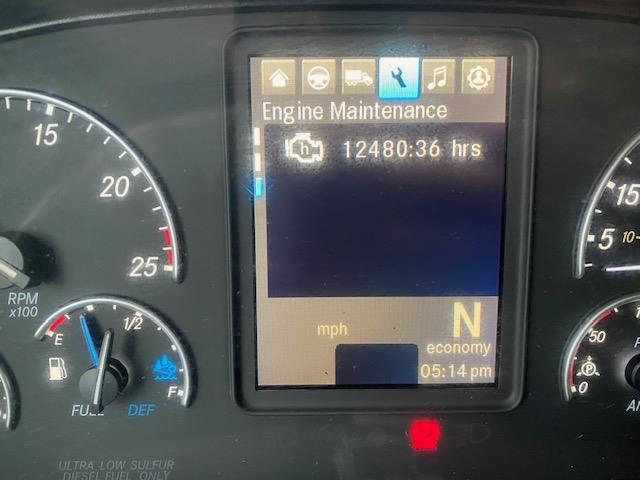 Engine Maintenance
h 12480:36 hrs
15
20
25
RPM
x100
E 1/2 F
FUEL DEF
ULTRA LOW SULFUR
DIESEL FUEL ONLY
mph N
economy
05:14 pm
15
5 10-
50
0